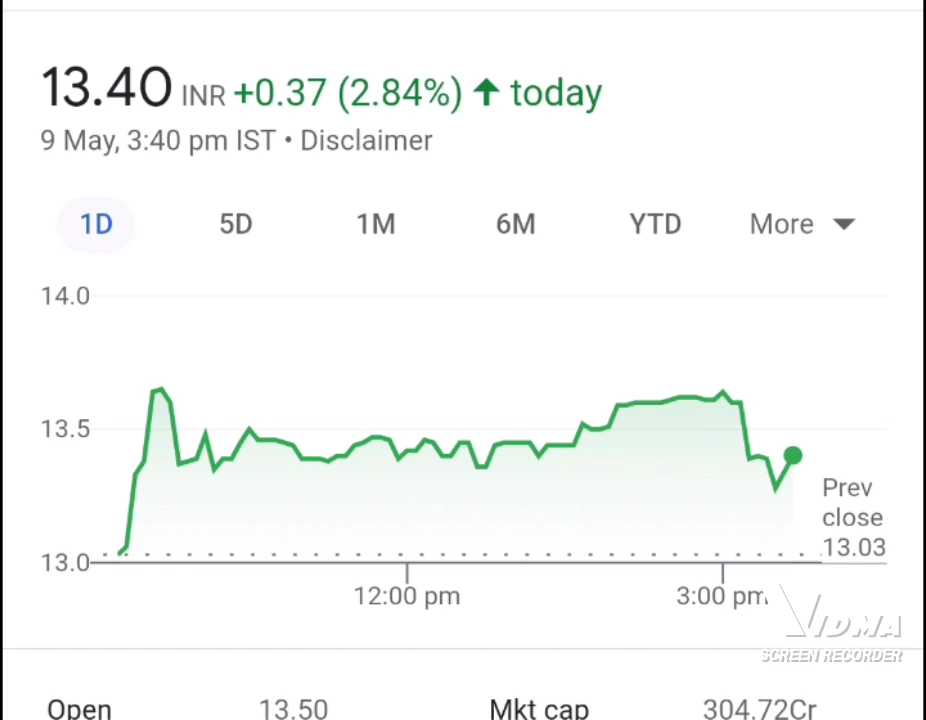 13.40 INR +0.37 (2.84%) ↑ today
9 May, 3:40 pm IST • Disclaimer
1D 5D 1M 6M YTD More
14.0
13.5
13.0
Prev
close
13.03
12:00 pm 3:00 pm
VIDMA
SCREEN RECORDER
Open 13.50 Mkt cap 304.72Cr